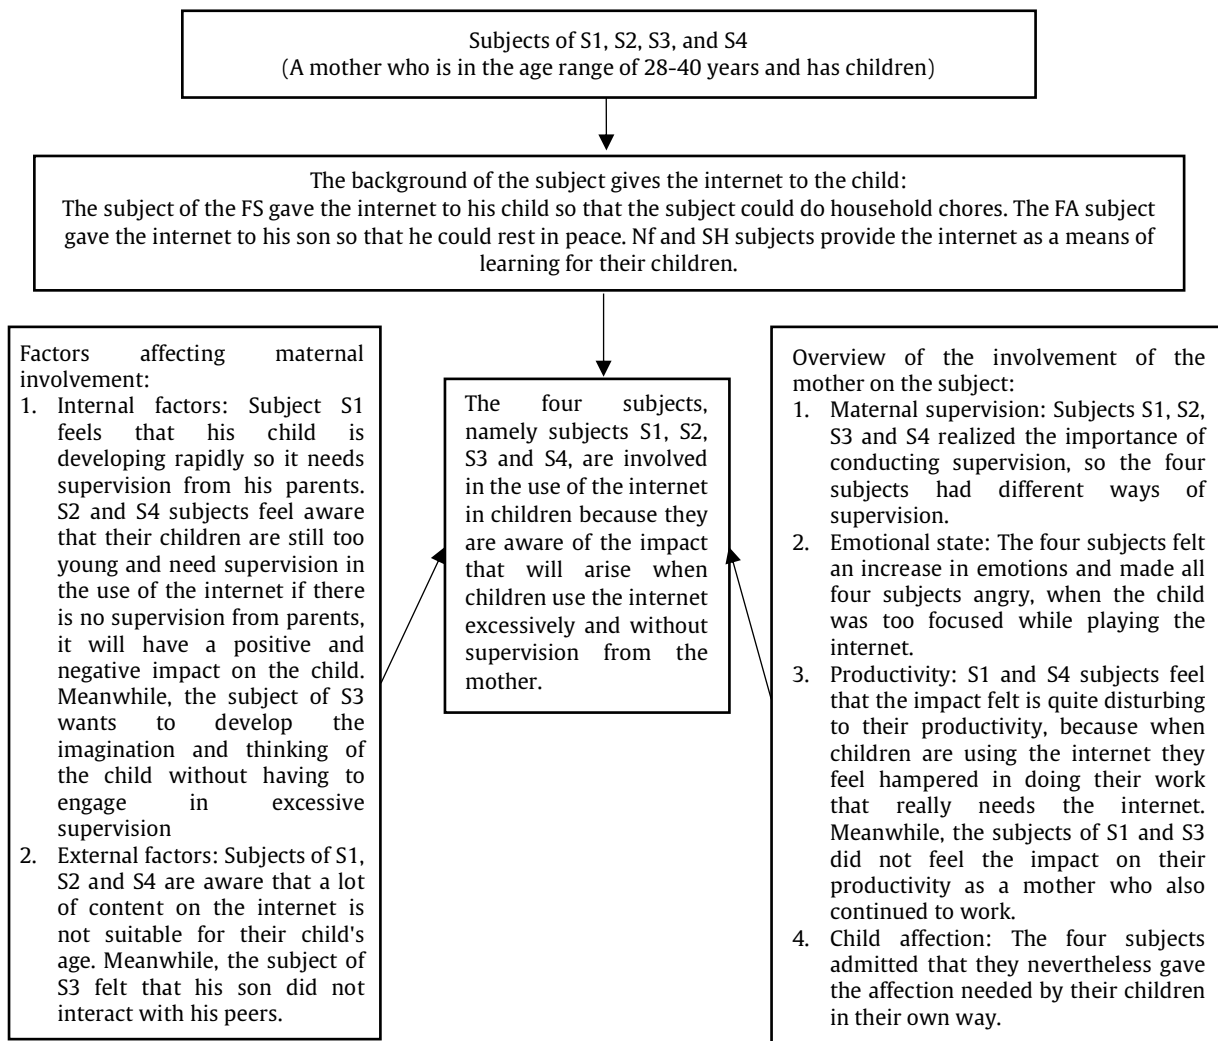 Subjects of S1, S2, S3, and S4
(A mother who is in the age range of 28-40 years and has children)
The background of the subject gives the internet to the child:
The subject of the FS gave the internet to his child so that the subject could do household chores. The FA subject
gave the internet to his son so that he could rest in peace. Nf and SH subjects provide the internet as a means of
learning for their children.
Factors affecting maternal
involvement:
1. Internal factors: Subject S1
feels that his child is
developing rapidly so it needs
supervision from his parents.
S2 and S4 subjects feel aware
that their children are still too
young and need supervision in
the use of the internet if there
is no supervision from parents,
it will have a positive and
negative impact on the child.
Meanwhile, the subject of S3
wants to develop the
imagination and thinking of
the child without having to
engage in excessive
supervision
2. External factors: Subjects of S1,
S2 and S4 are aware that a lot
of content on the internet is
not suitable for their child's
age. Meanwhile, the subject of
S3 felt that his son did not
interact with his peers.
The four subjects,
namely subjects S1, S2,
S3 and S4, are involved
in the use of the internet
in children because they
are aware of the impact
that will arise when
children use the internet
excessively and without
supervision from the
mother.
Overview of the involvement of the
mother on the subject:
1. Maternal supervision: Subjects S1, S2,
S3 and S4 realized the importance of
conducting supervision, so the four
subjects had different ways of
supervision.
2. Emotional state: The four subjects felt
an increase in emotions and made all
four subjects angry, when the child
was too focused while playing the
internet.
3. Productivity: S1 and S4 subjects feel
that the impact felt is quite disturbing
to their productivity, because when
children are using the internet they
feel hampered in doing their work
that really needs the internet.
Meanwhile, the subjects of S1 and S3
did not feel the impact on their
productivity as a mother who also
continued to work.
4. Child affection: The four subjects
admitted that they nevertheless gave
the affection needed by their children
in their own way.